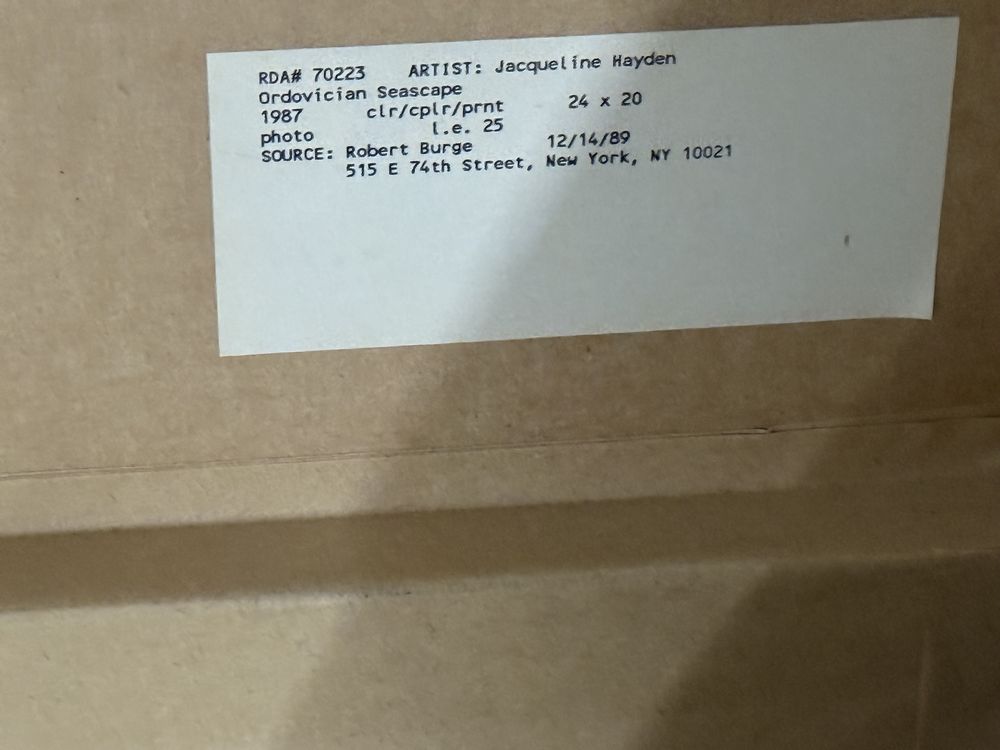 RDA# 70223 ARTIST: Jacqueline Hayden
Ordovician Seascape
1987 clr/cplr/prnt 24 x 20
photo l.e. 25
SOURCE: Robert Burge 12/14/89
515 E 74th Street, New York, NY 10021